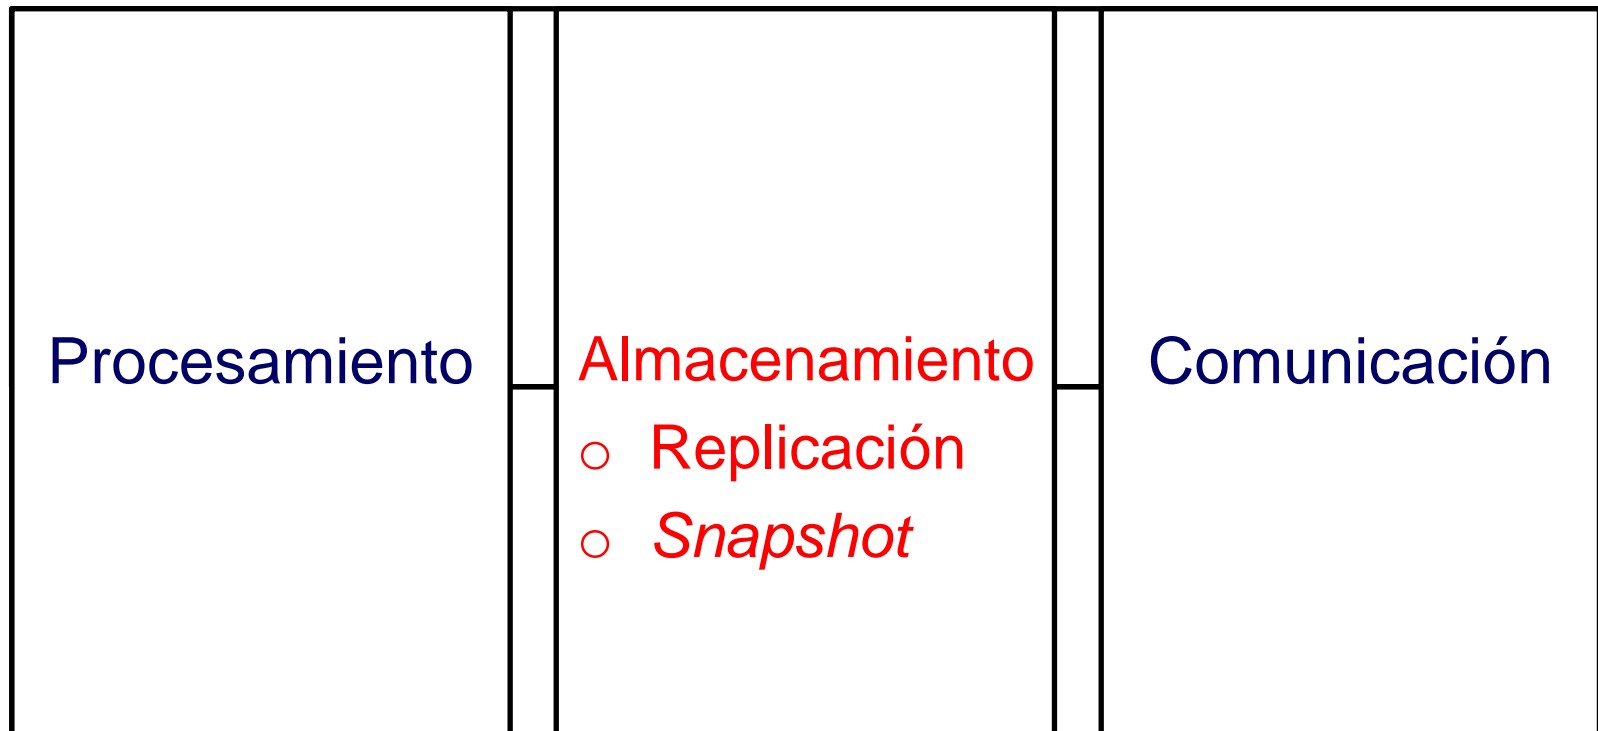 Procesamiento
Almacenamiento
o Replicación
o Snapshot
Comunicación